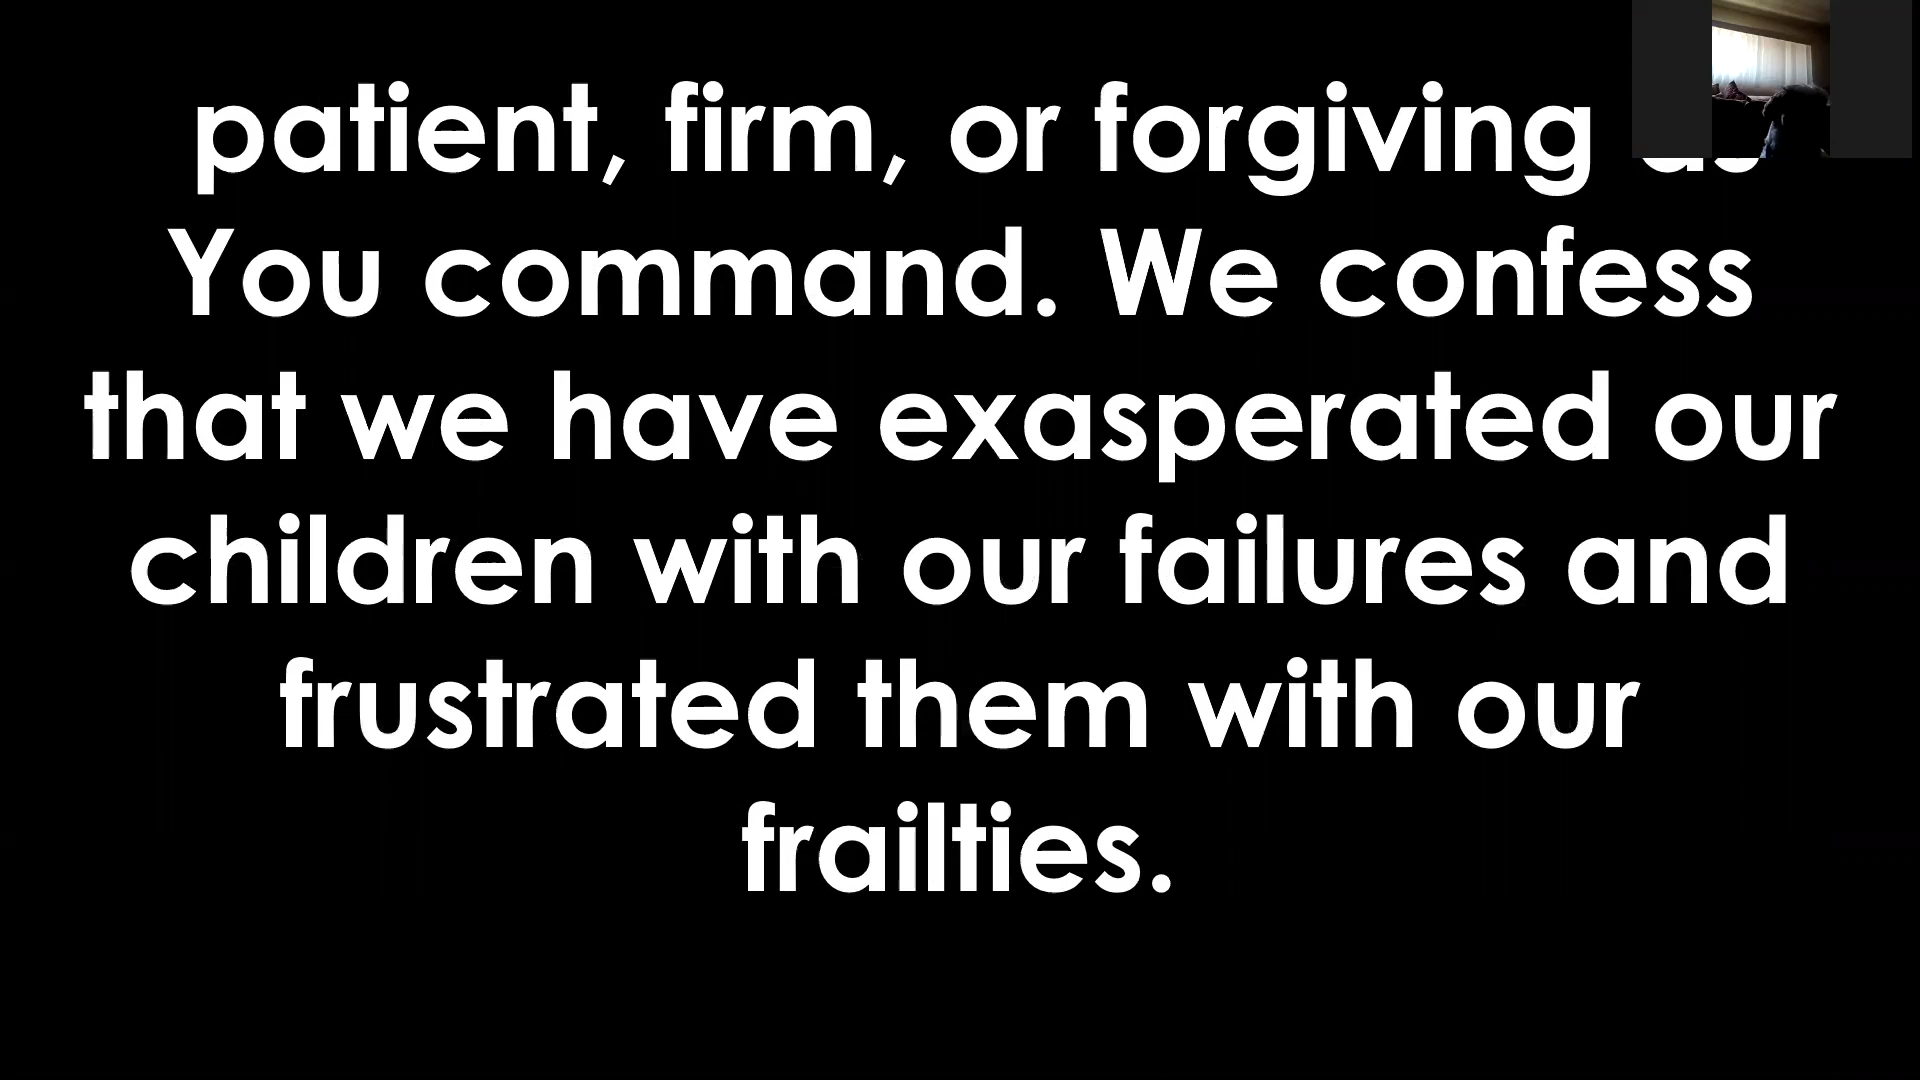 patient, firm, or forgiving as
You command. We confess
that we have exasperated our
children with our failures and
frustrated them with our
frailties.